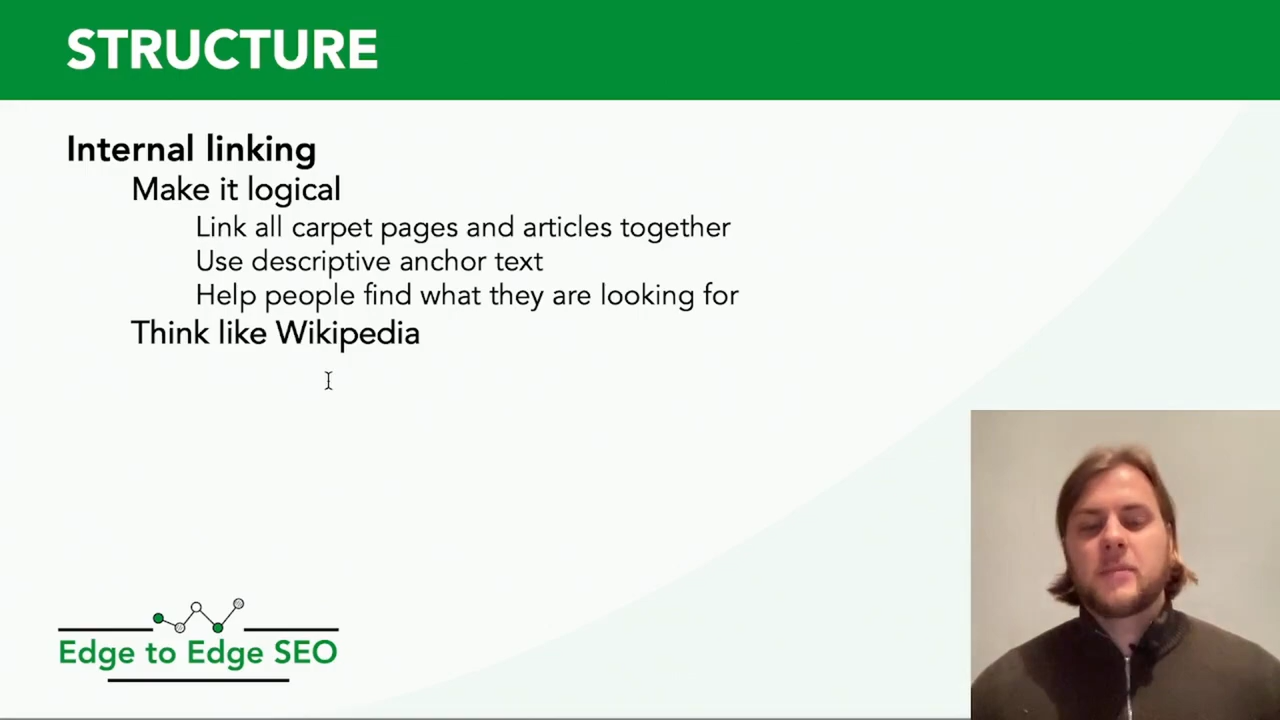 STRUCTURE
Internal linking
Make it logical
Link all carpet pages and articles together
Use descriptive anchor text
Help people find what they are looking for
Think like Wikipedia
Edge to Edge SEO